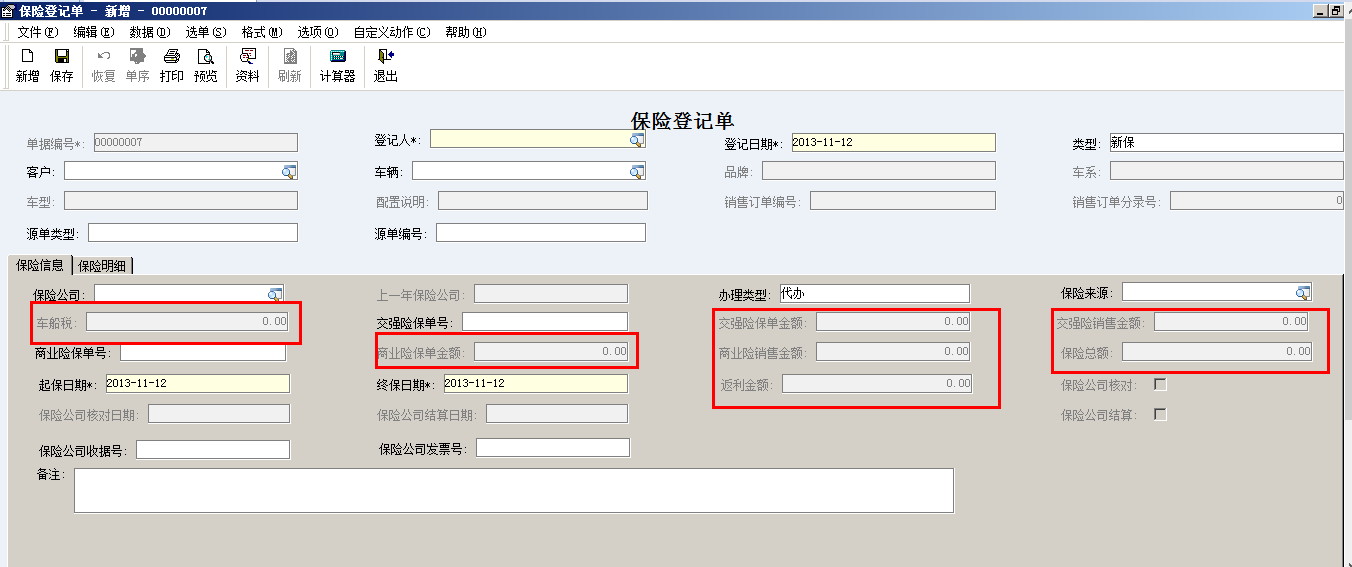 保险登记单 - 新增 - 00000007
文件(F) 编辑(E) 数据(D) 选单(S) 格式(M) 选项(O) 自定义动作(C) 帮助(H)
新增 保存 恢复 单序 打印 预览 资料 刷新 计算器 退出
保险登记单
单据编号*: 00000007 登记人*: 登记日期*: 2013-11-12 类型: 新保
客户: 车辆: 品牌: 车系:
车型: 配置说明: 销售订单编号: 销售订单分录号: 0
源单类型: 源单编号:
保险信息 保险明细
保险公司: 上一年保险公司: 办理类型: 代办 保险来源:
车船税: 0.00 交强险保单号: 交强险保单金额: 0.00 交强险销售金额: 0.00
商业险保单号: 商业险保单金额: 0.00 商业险销售金额: 0.00 保险总额: 0.00
起保日期*: 2013-11-12 终保日期*: 2013-11-12 返利金额: 0.00 保险公司核对:
保险公司核对日期: 保险公司结算日期: 保险公司结算:
保险公司收据号: 保险公司发票号:
备注: